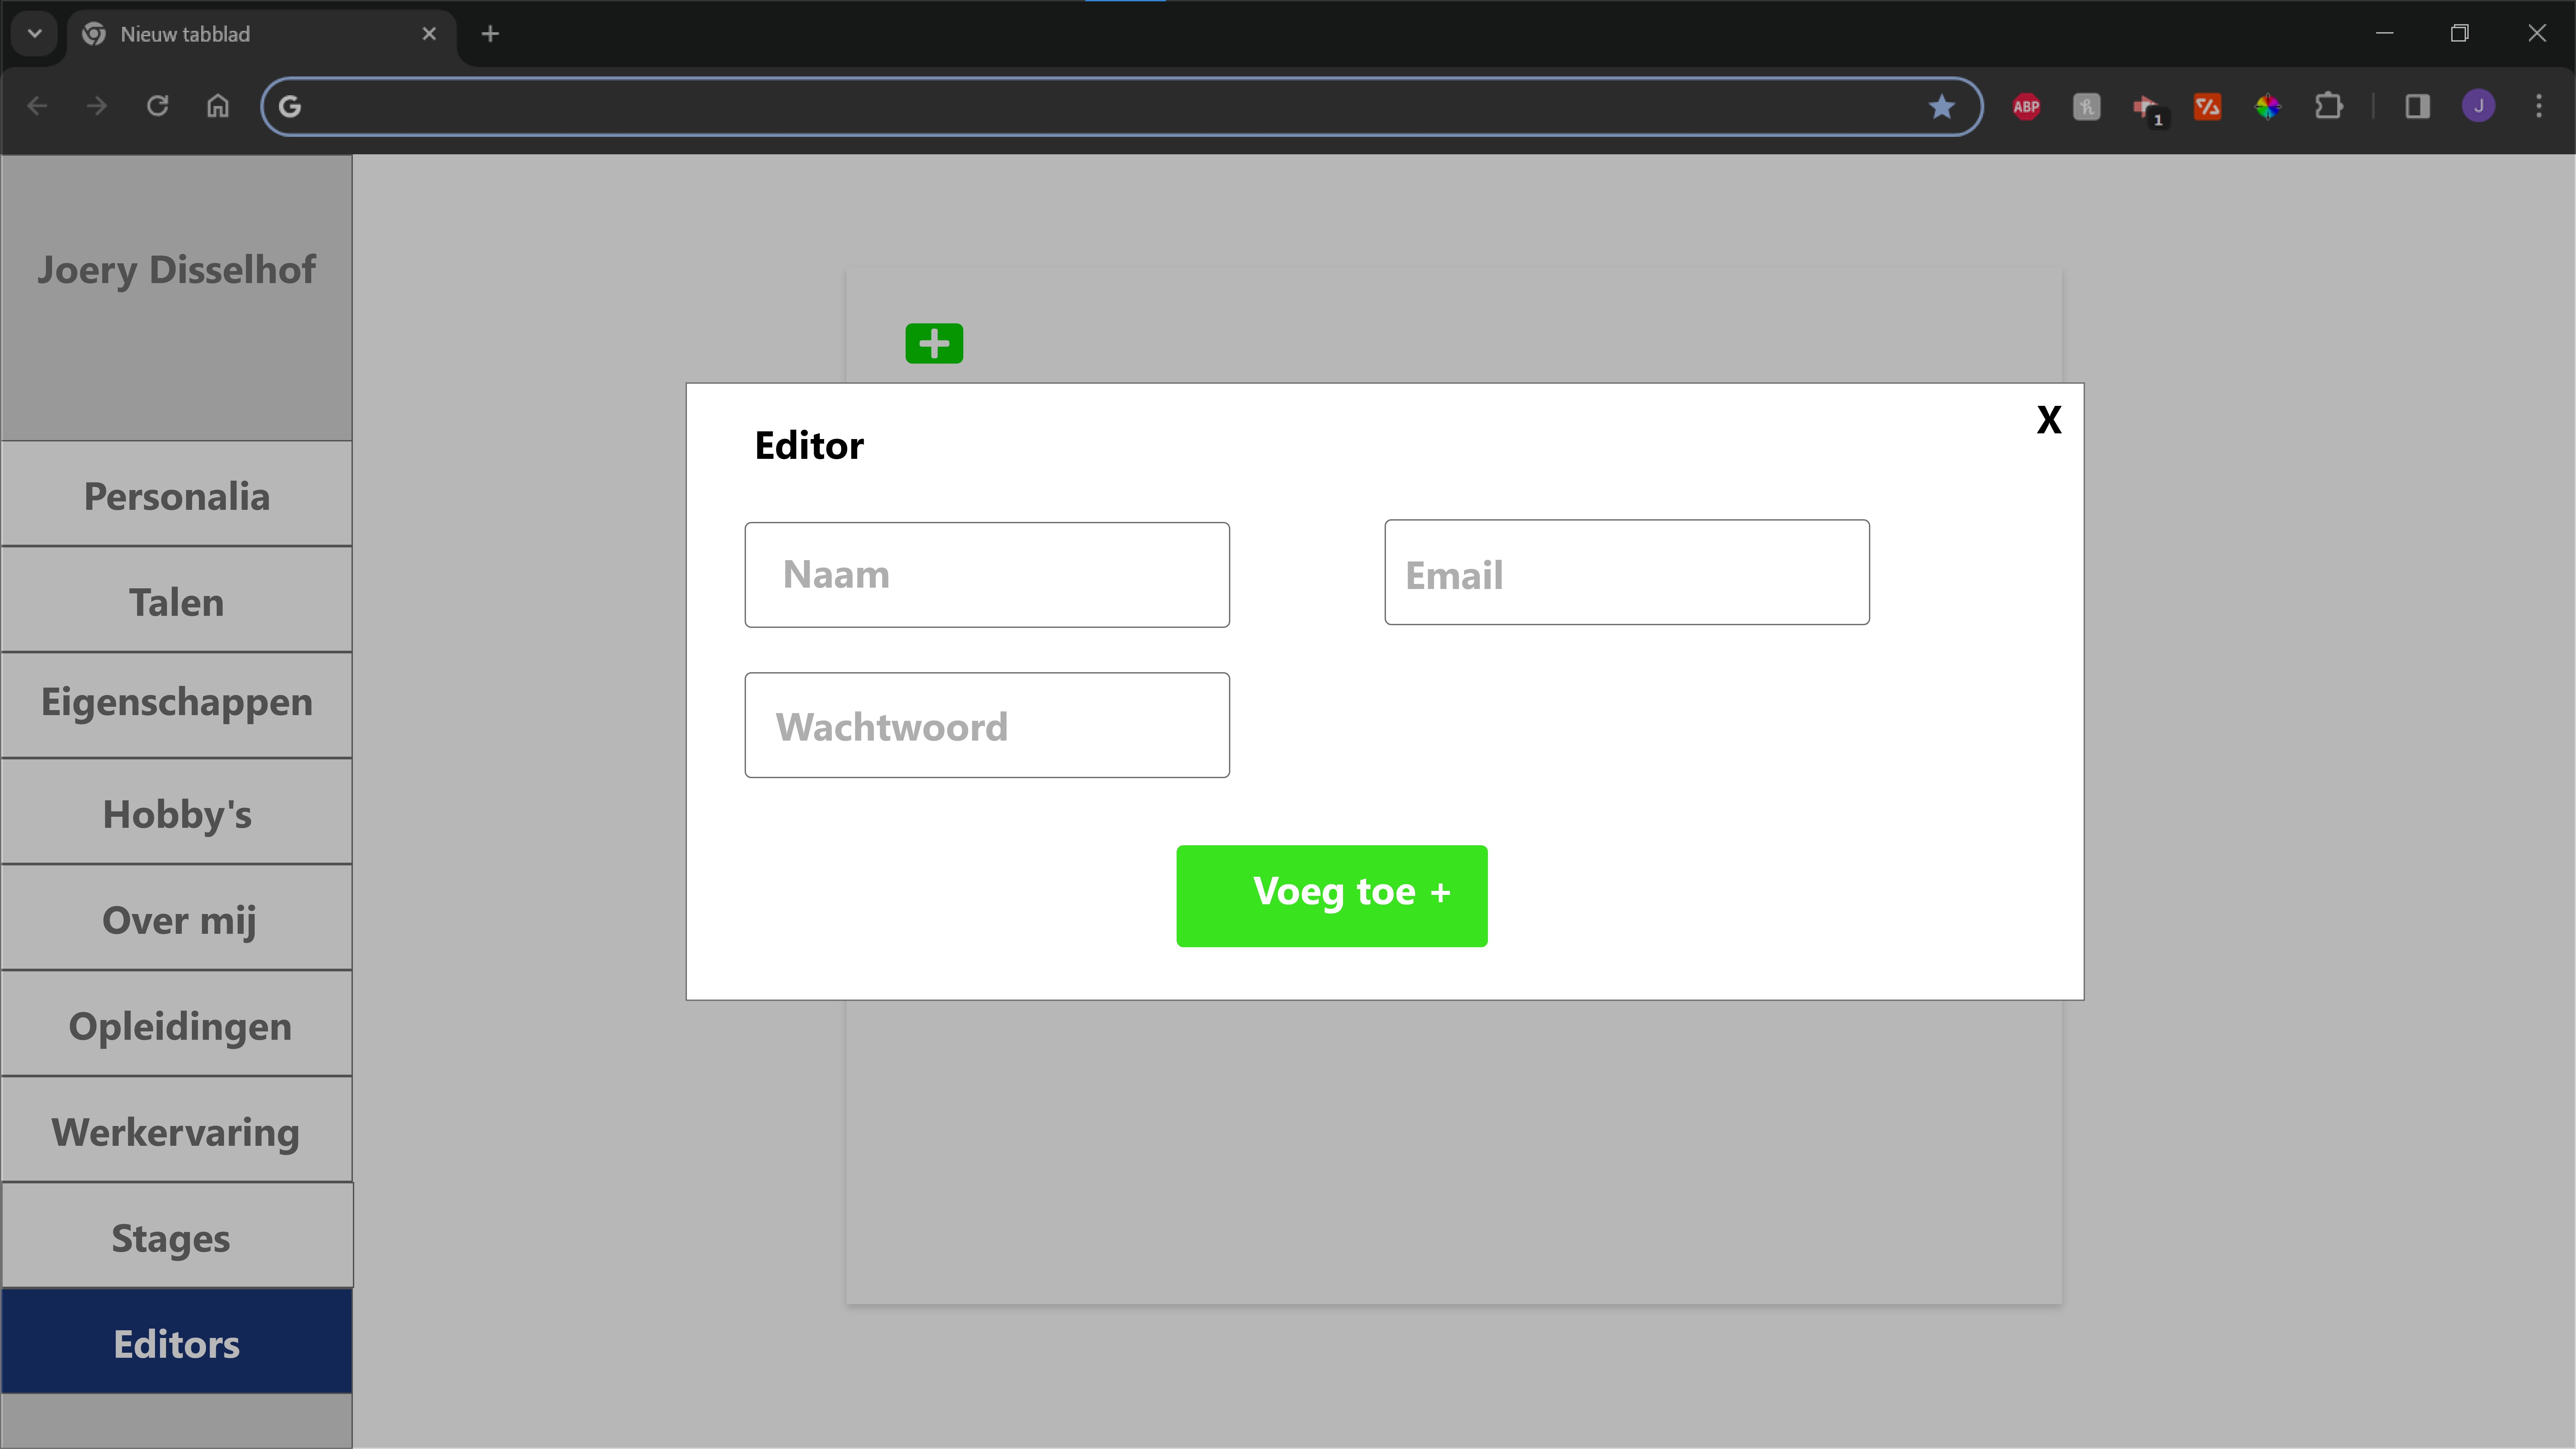 Nieuw tabblad
ABP
1
J
Joery Disselhof
Personalia
Talen
Eigenschappen
Hobby's
Over mij
Opleidingen
Werkervaring
Stages
Editors
X
Editor
Naam
Email
Wachtwoord
Voeg toe +